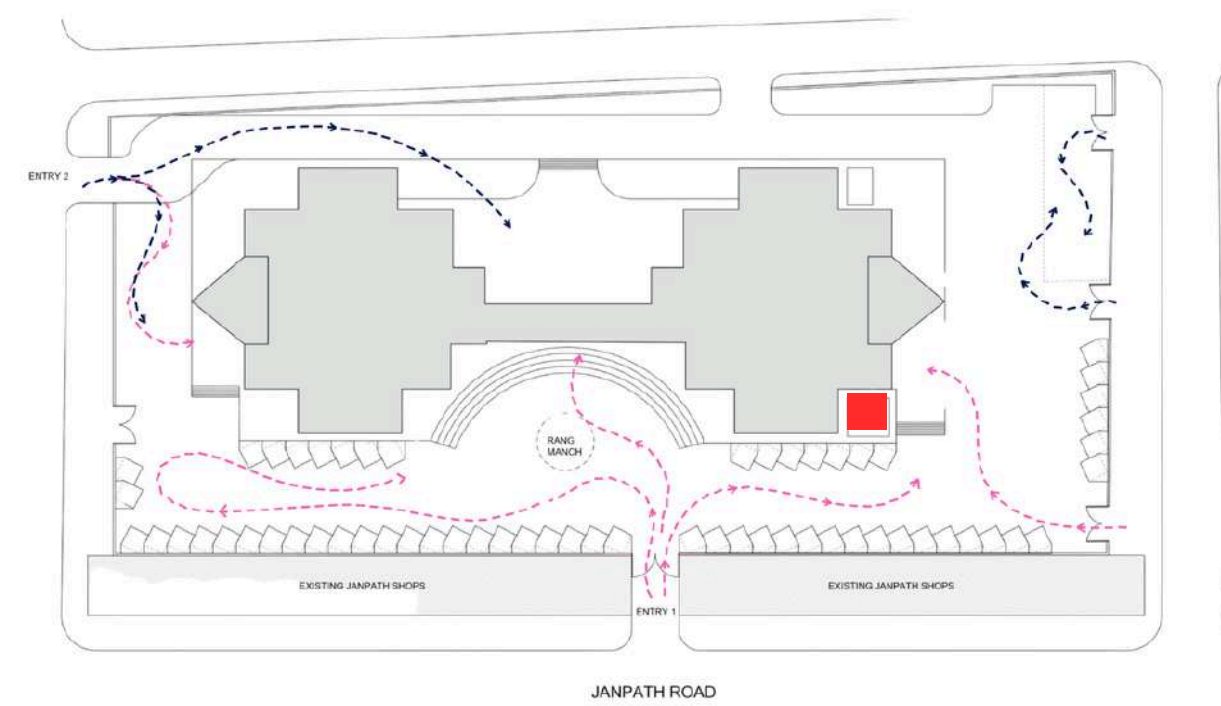 ENTRY 2
RANG
MANCH
EXISTING JANPATH SHOPS
EXISTING JANPATH SHOPS
ENTRY 1
JANPATH ROAD